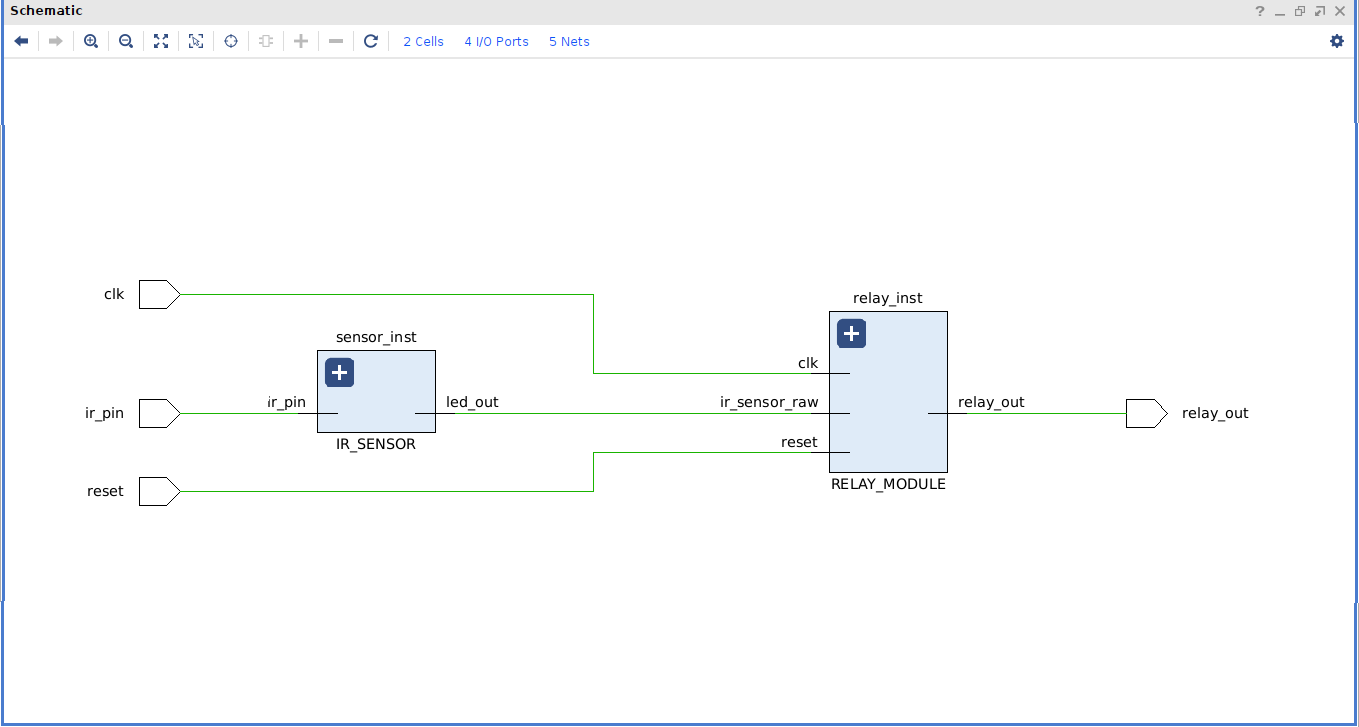 Schematic
2 Cells 4 I/O Ports 5 Nets
clk
sensor_inst
ir_pin
ir_pin led_out
IR_SENSOR
reset
relay_inst
clk
ir_sensor_raw relay_out
reset
RELAY_MODULE
relay_out